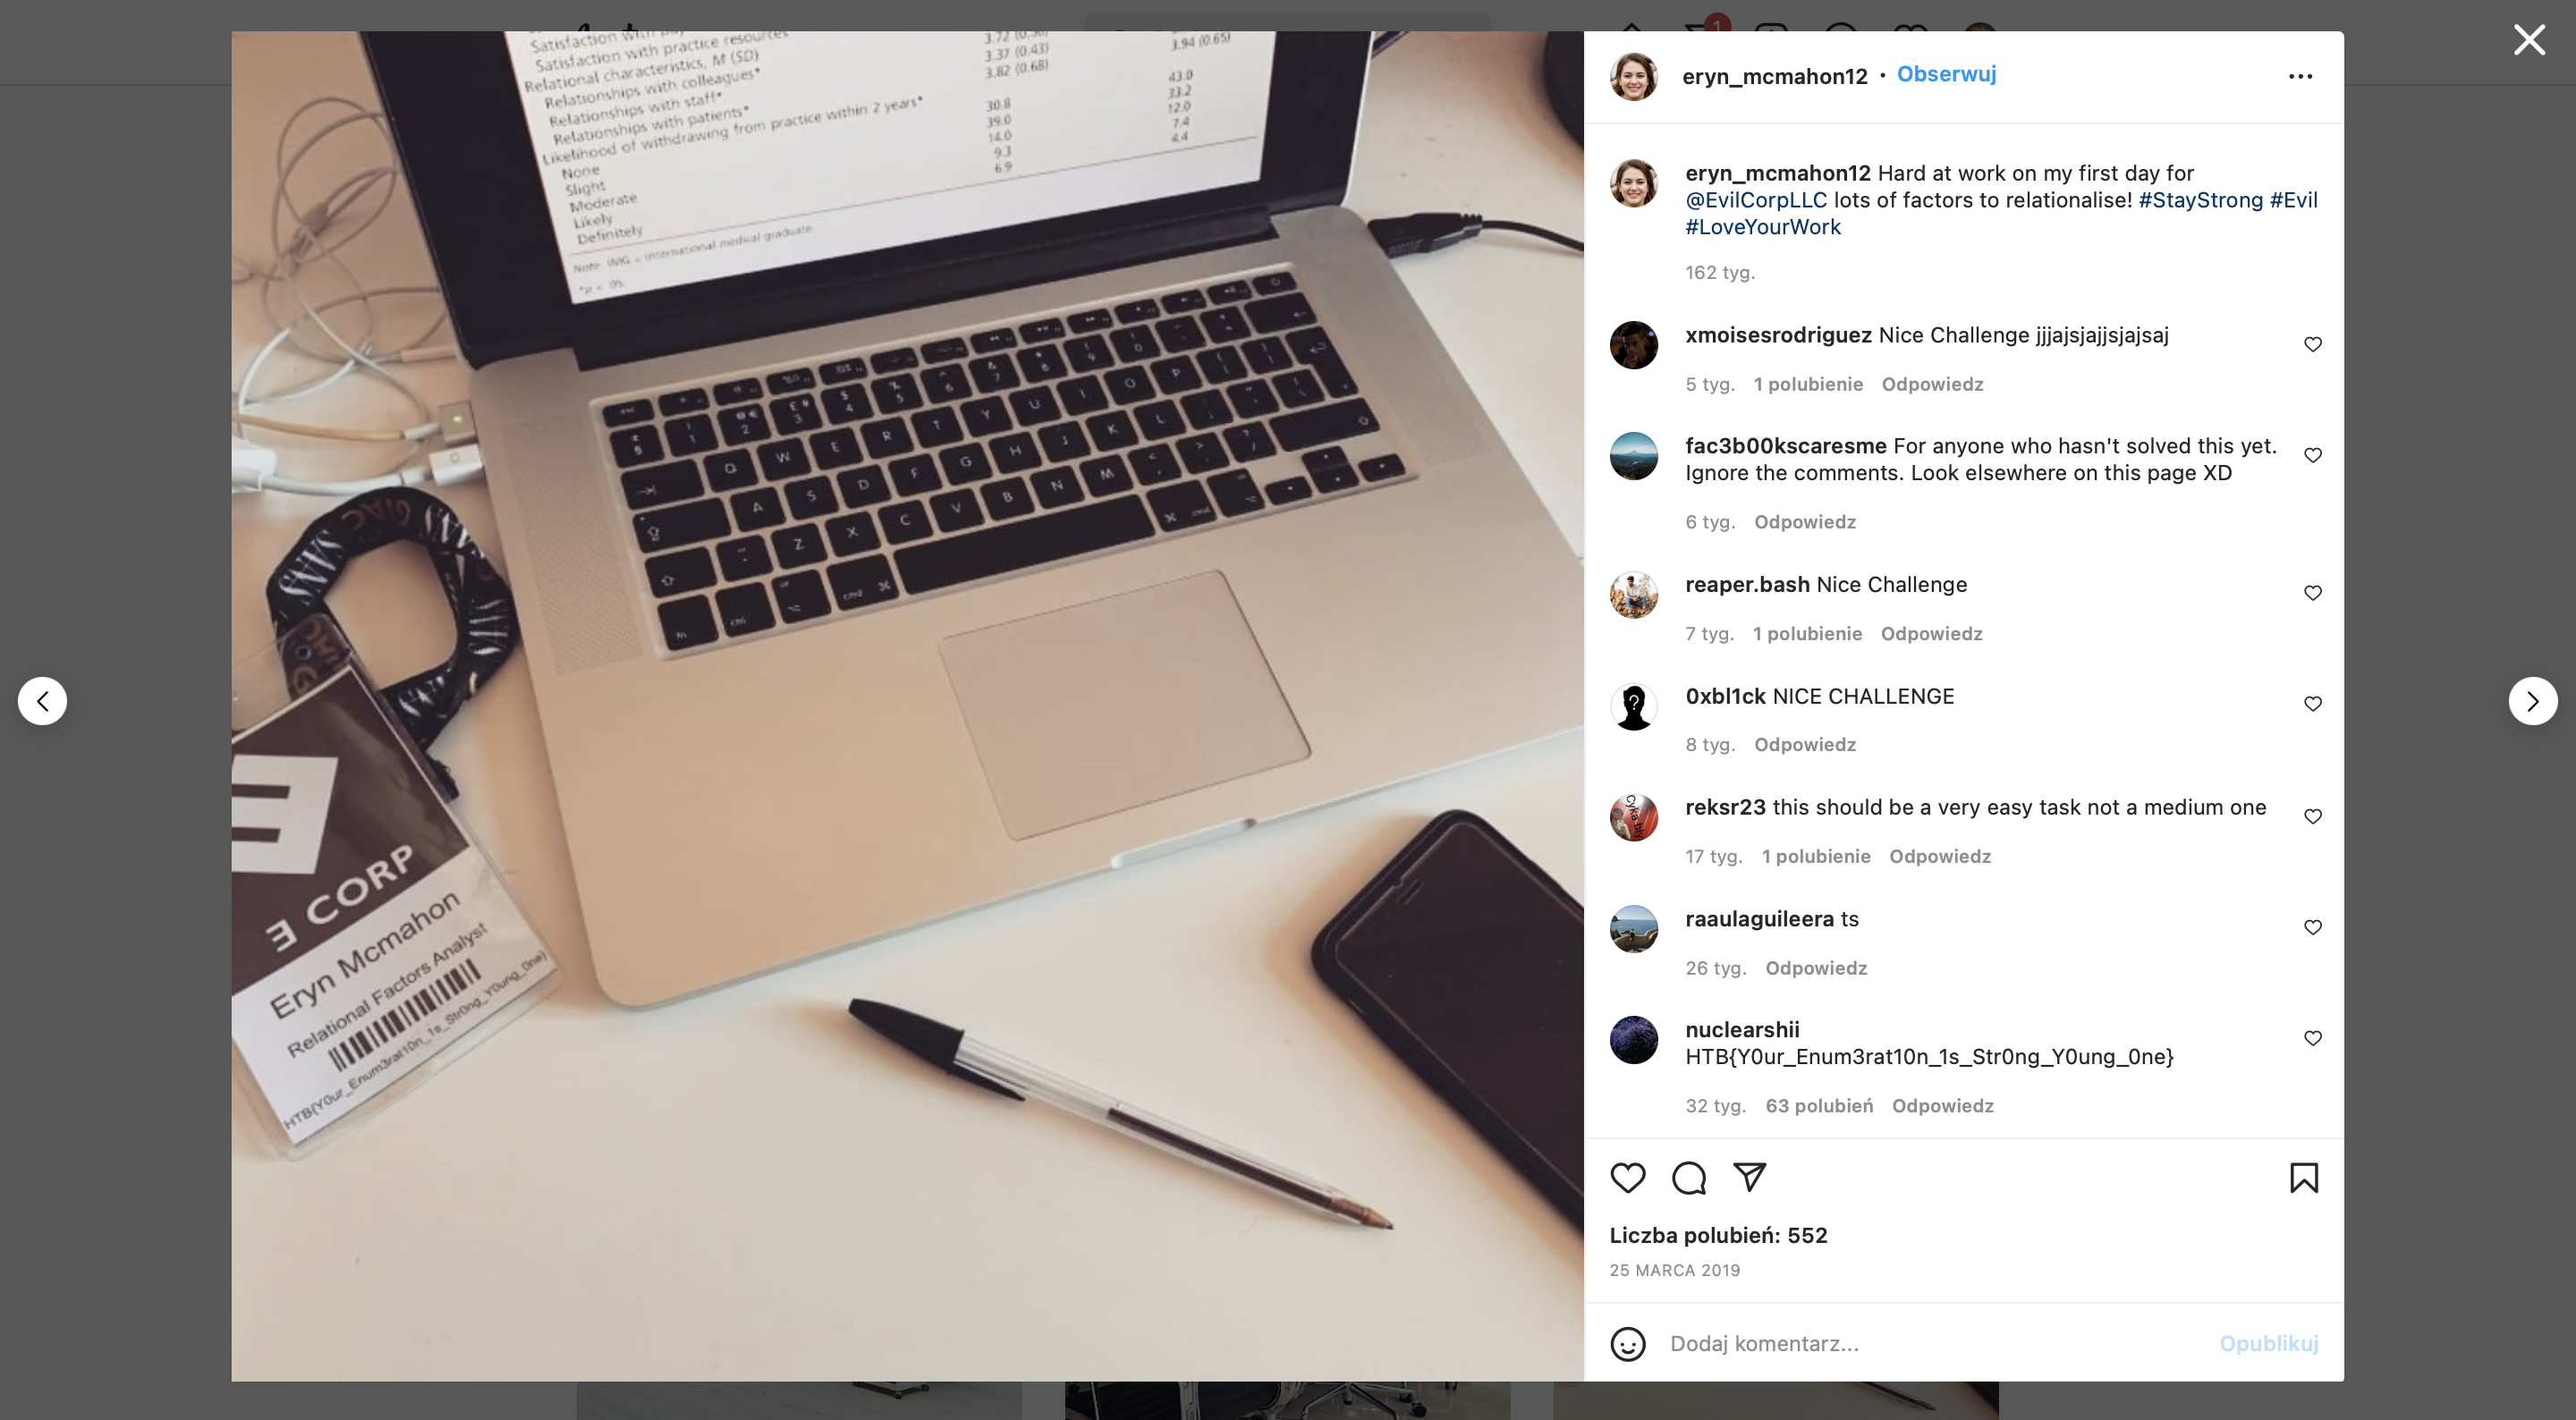 Satisfaction with practice resources
3.72
3.37 (0.43)
3.82 (0.68)
3.94 (0.65)
Relational characteristics, M (SD)
Relationships with colleagues*
Relationships with staff*
Relationships with patients*
30.8
39.0
14.0
9.3
6.9
43.0
33.2
12.0
7.4
4.4
Likelihood of withdrawing from practice within 2 years*
None
Slight
Moderate
Likely
Definitely
Note. IMG = international medical graduate
Q W E R T Y U I O P
A S D F G H J K L
Z X C V B N M
fn
cmd
cmd
GIAC
SANS
E CORP
Eryn Mcmahon
Relational Factors Analyst
HTB{Y0ur_Enum3rat10n_1s_Str0ng_Y0ung_0ne}
1
eryn_mcmahon12 • Obserwuj
eryn_mcmahon12 Hard at work on my first day for
@EvilCorpLLC lots of factors to relationalise! #StayStrong #Evil
#LoveYourWork
162 tyg.
xmoisesrodriguez Nice Challenge jjjajsjajjsjajsaj
5 tyg. 1 polubienie Odpowiedz
fac3b00kscaresme For anyone who hasn't solved this yet.
Ignore the comments. Look elsewhere on this page XD
6 tyg. Odpowiedz
reaper.bash Nice Challenge
7 tyg. 1 polubienie Odpowiedz
0xbl1ck NICE CHALLENGE
8 tyg. Odpowiedz
reksr23 this should be a very easy task not a medium one
17 tyg. 1 polubienie Odpowiedz
raaulaguileera ts
26 tyg. Odpowiedz
nuclearshii
HTB{Y0ur_Enum3rat10n_1s_Str0ng_Y0ung_0ne}
32 tyg. 63 polubień Odpowiedz
Liczba polubień: 552
25 MARCA 2019
Dodaj komentarz...
Opublikuj